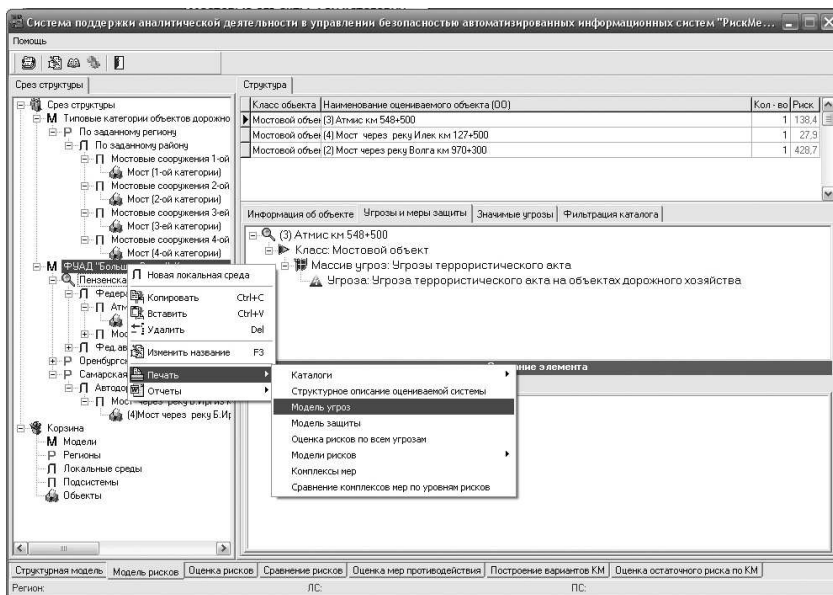 Система поддержки аналитической деятельности в управлении безопасностью автоматизированных информационных систем "РискМе...
Помощь
Срез структуры
Срез структуры
М Типовые категории объектов дорожно
Р По заданному региону
Л По заданному району
П Мостовые сооружения 1-ой
Мост (1-ой категории)
П Мостовые сооружения 2-ой
Мост (2-ой категории)
П Мостовые сооружения 3-ей
Мост (3-ей категории)
П Мостовые сооружения 4-ой
Мост (4-ой категории)
М ФУАД "Больш
Пензенска
Л Федера
П Атм
П Мос
Л Фед.ав
Р Оренбургс
Р Самарская
Л Автодо
П Мост через реку Б.Иргиз к
(4)Мост через реку Б.Ир
Корзина
М Модели
Р Регионы
Л Локальные среды
П Подсистемы
Объекты
Л Новая локальная среда
Копировать Ctrl+C
Вставить Ctrl+V
Удалить Del
Изменить название F3
Печать
Отчеты
Каталоги
Структурное описание оцениваемой системы
Модель угроз
Модель защиты
Оценка рисков по всем угрозам
Модели рисков
Комплексы мер
Сравнение комплексов мер по уровням рисков
Структура
Класс объекта Наименование оцениваемого объекта (ОО) Кол - во Риск
Мостовой объек (3) Атмис км 548+500 1 138,4
Мостовой объек (4) Мост через реку Илек км 127+500 1 27,9
Мостовой объек (2) Мост через реку Волга км 970+300 1 428,7
Информация об объекте Угрозы и меры защиты Значимые угрозы Фильтрация каталога
(3) Атмис км 548+500
Класс: Мостовой объект
Массив угроз: Угрозы террористического акта
Угроза: Угроза террористического акта на объектах дорожного хозяйства
ние элемента
Структурная модель Модель рисков Оценка рисков Сравнение рисков Оценка мер противодействия Построение вариантов КМ Оценка остаточного риска по КМ
Регион: ЛС: ПС: